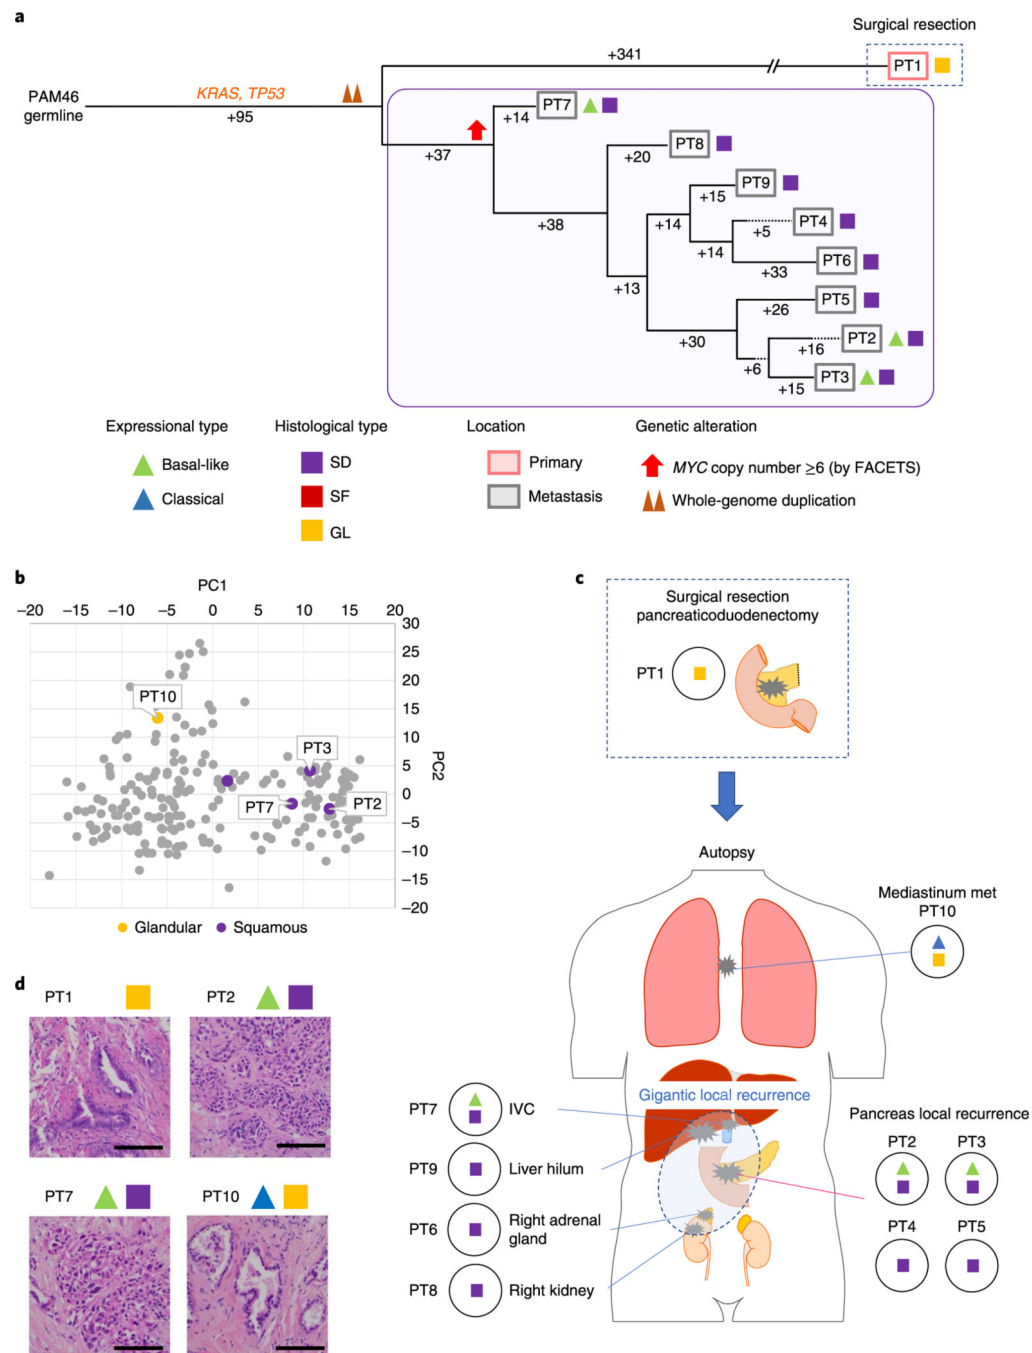 a
Surgical resection
+341
PT1
PAM46
germline
KRAS, TP53
+95
+37
+14
PT7
+20
PT8
+38
+15
PT9
+14
+5
PT4
+14
+33
PT6
+13
+26
PT5
+30
+16
PT2
+6
+15
PT3
Expressional type
Basal-like
Classical
Histological type
SD
SF
GL
Location
Primary
Metastasis
Genetic alteration
MYC copy number ≥6 (by FACETS)
Whole-genome duplication
b
PC1
−20 −15 −10 −5 0 5 10 15 20
30
25
20
15
10
5
0
−5
−10
−15
−20
PC2
PT10
PT3
PT7
PT2
Glandular
Squamous
c
Surgical resection
pancreaticoduodenectomy
PT1
Autopsy
Mediastinum met
PT10
Gigantic local recurrence
PT7 IVC
PT9 Liver hilum
PT6 Right adrenal
gland
PT8 Right kidney
Pancreas local recurrence
PT2 PT3
PT4 PT5
d
PT1
PT2
PT7
PT10